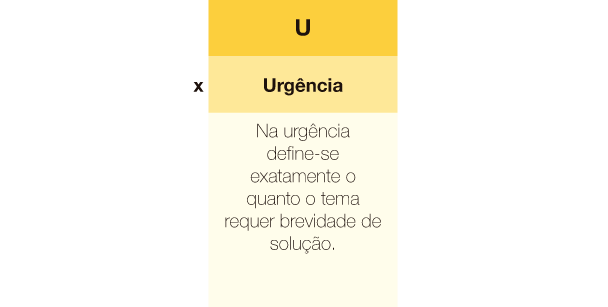 U
x Urgência
Na urgência
define-se
exatamente o
quanto o tema
requer brevidade de
solução.